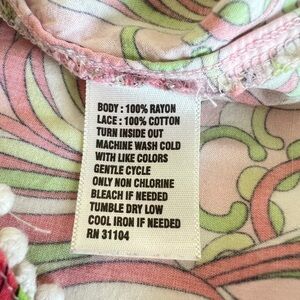 BODY : 100% RAYON
LACE : 100% COTTON
TURN INSIDE OUT
MACHINE WASH COLD
WITH LIKE COLORS
GENTLE CYCLE
ONLY NON CHLORINE
BLEACH IF NEEDED
TUMBLE DRY LOW
COOL IRON IF NEEDED
RN 31104